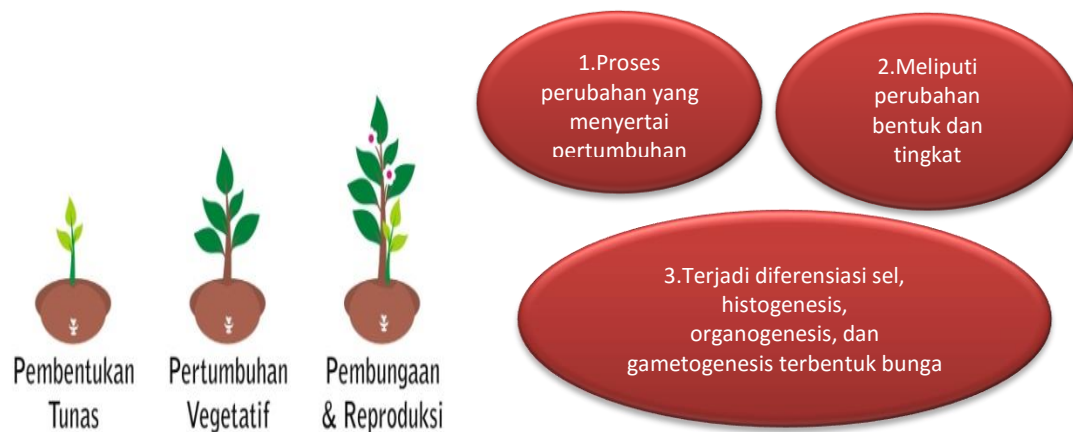 1.Proses
perubahan yang
menyertai
pertumbuhan
2.Meliputi
perubahan
bentuk dan
tingkat
3.Terjadi diferensiasi sel,
histogenesis,
organogenesis, dan
gametogenesis terbentuk bunga
Pembentukan
Tunas
Pertumbuhan
Vegetatif
Pembungaan
& Reproduksi